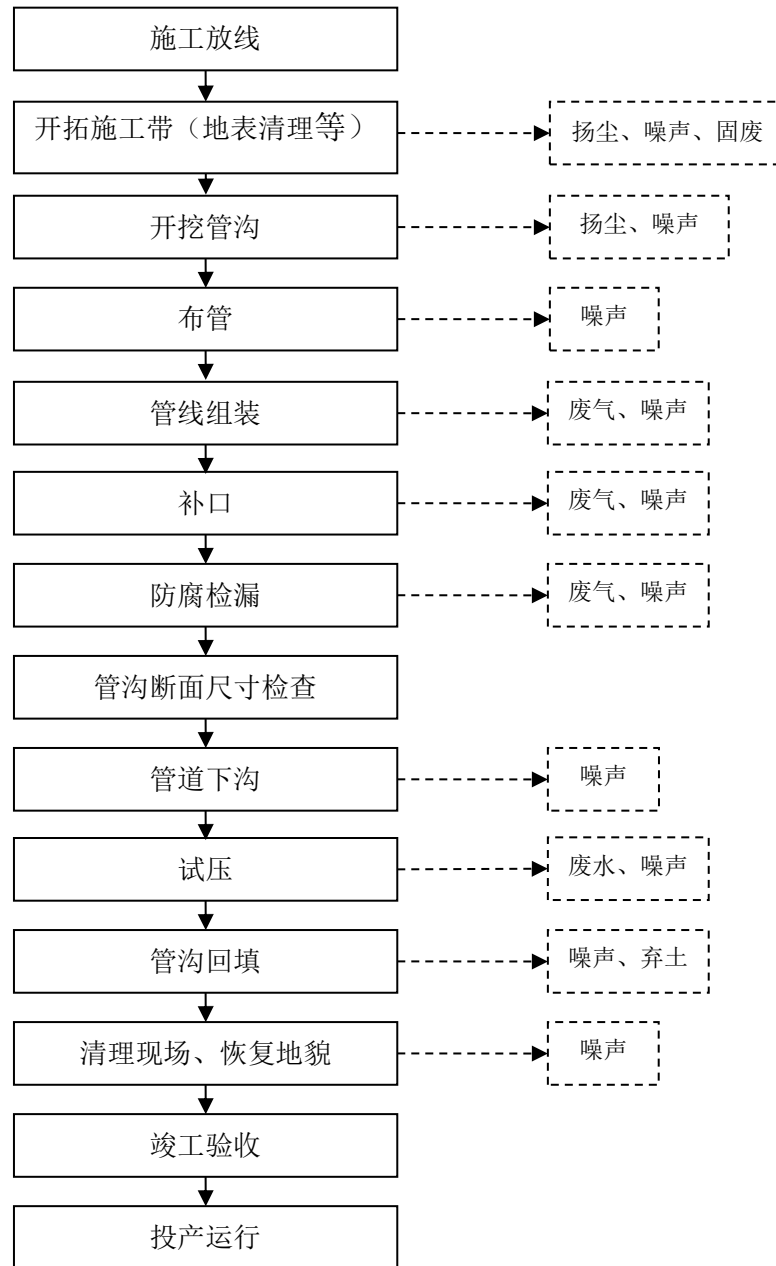 施工放线
开拓施工带（地表清理等）
扬尘、噪声、固废
开挖管沟
扬尘、噪声
布管
噪声
管线组装
废气、噪声
补口
废气、噪声
防腐检漏
废气、噪声
管沟断面尺寸检查
管道下沟
噪声
试压
废水、噪声
管沟回填
噪声、弃土
清理现场、恢复地貌
噪声
竣工验收
投产运行